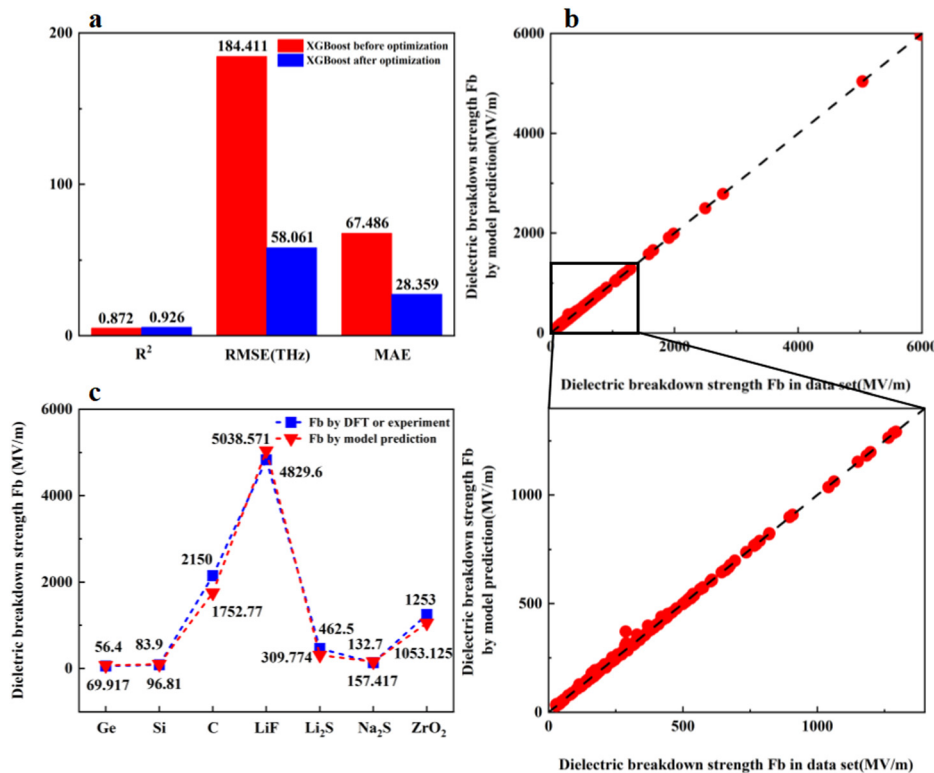 a
200
100
0
184.411
XGBoost before optimization
XGBoost after optimization
67.486
58.061
28.359
0.872
0.926
R²
RMSE(THz)
MAE
b
Dielectric breakdown strength Fb
by model prediction(MV/m)
6000
4000
2000
0
0
2000
4000
6000
Dielectric breakdown strength Fb in data set(MV/m)
c
Dielectric breakdown strength Fb (MV/m)
6000
4000
2000
0
Fb by DFT or experiment
Fb by model prediction
5038.571
4829.6
2150
1752.77
56.4
83.9
69.917
96.81
462.5
309.774
132.7
157.417
1253
1053.125
Ge
Si
C
LiF
Li₂S
Na₂S
ZrO₂
Dielectric breakdown strength Fb
by model prediction(MV/m)
1000
500
0
0
500
1000
Dielectric breakdown strength Fb in data set(MV/m)